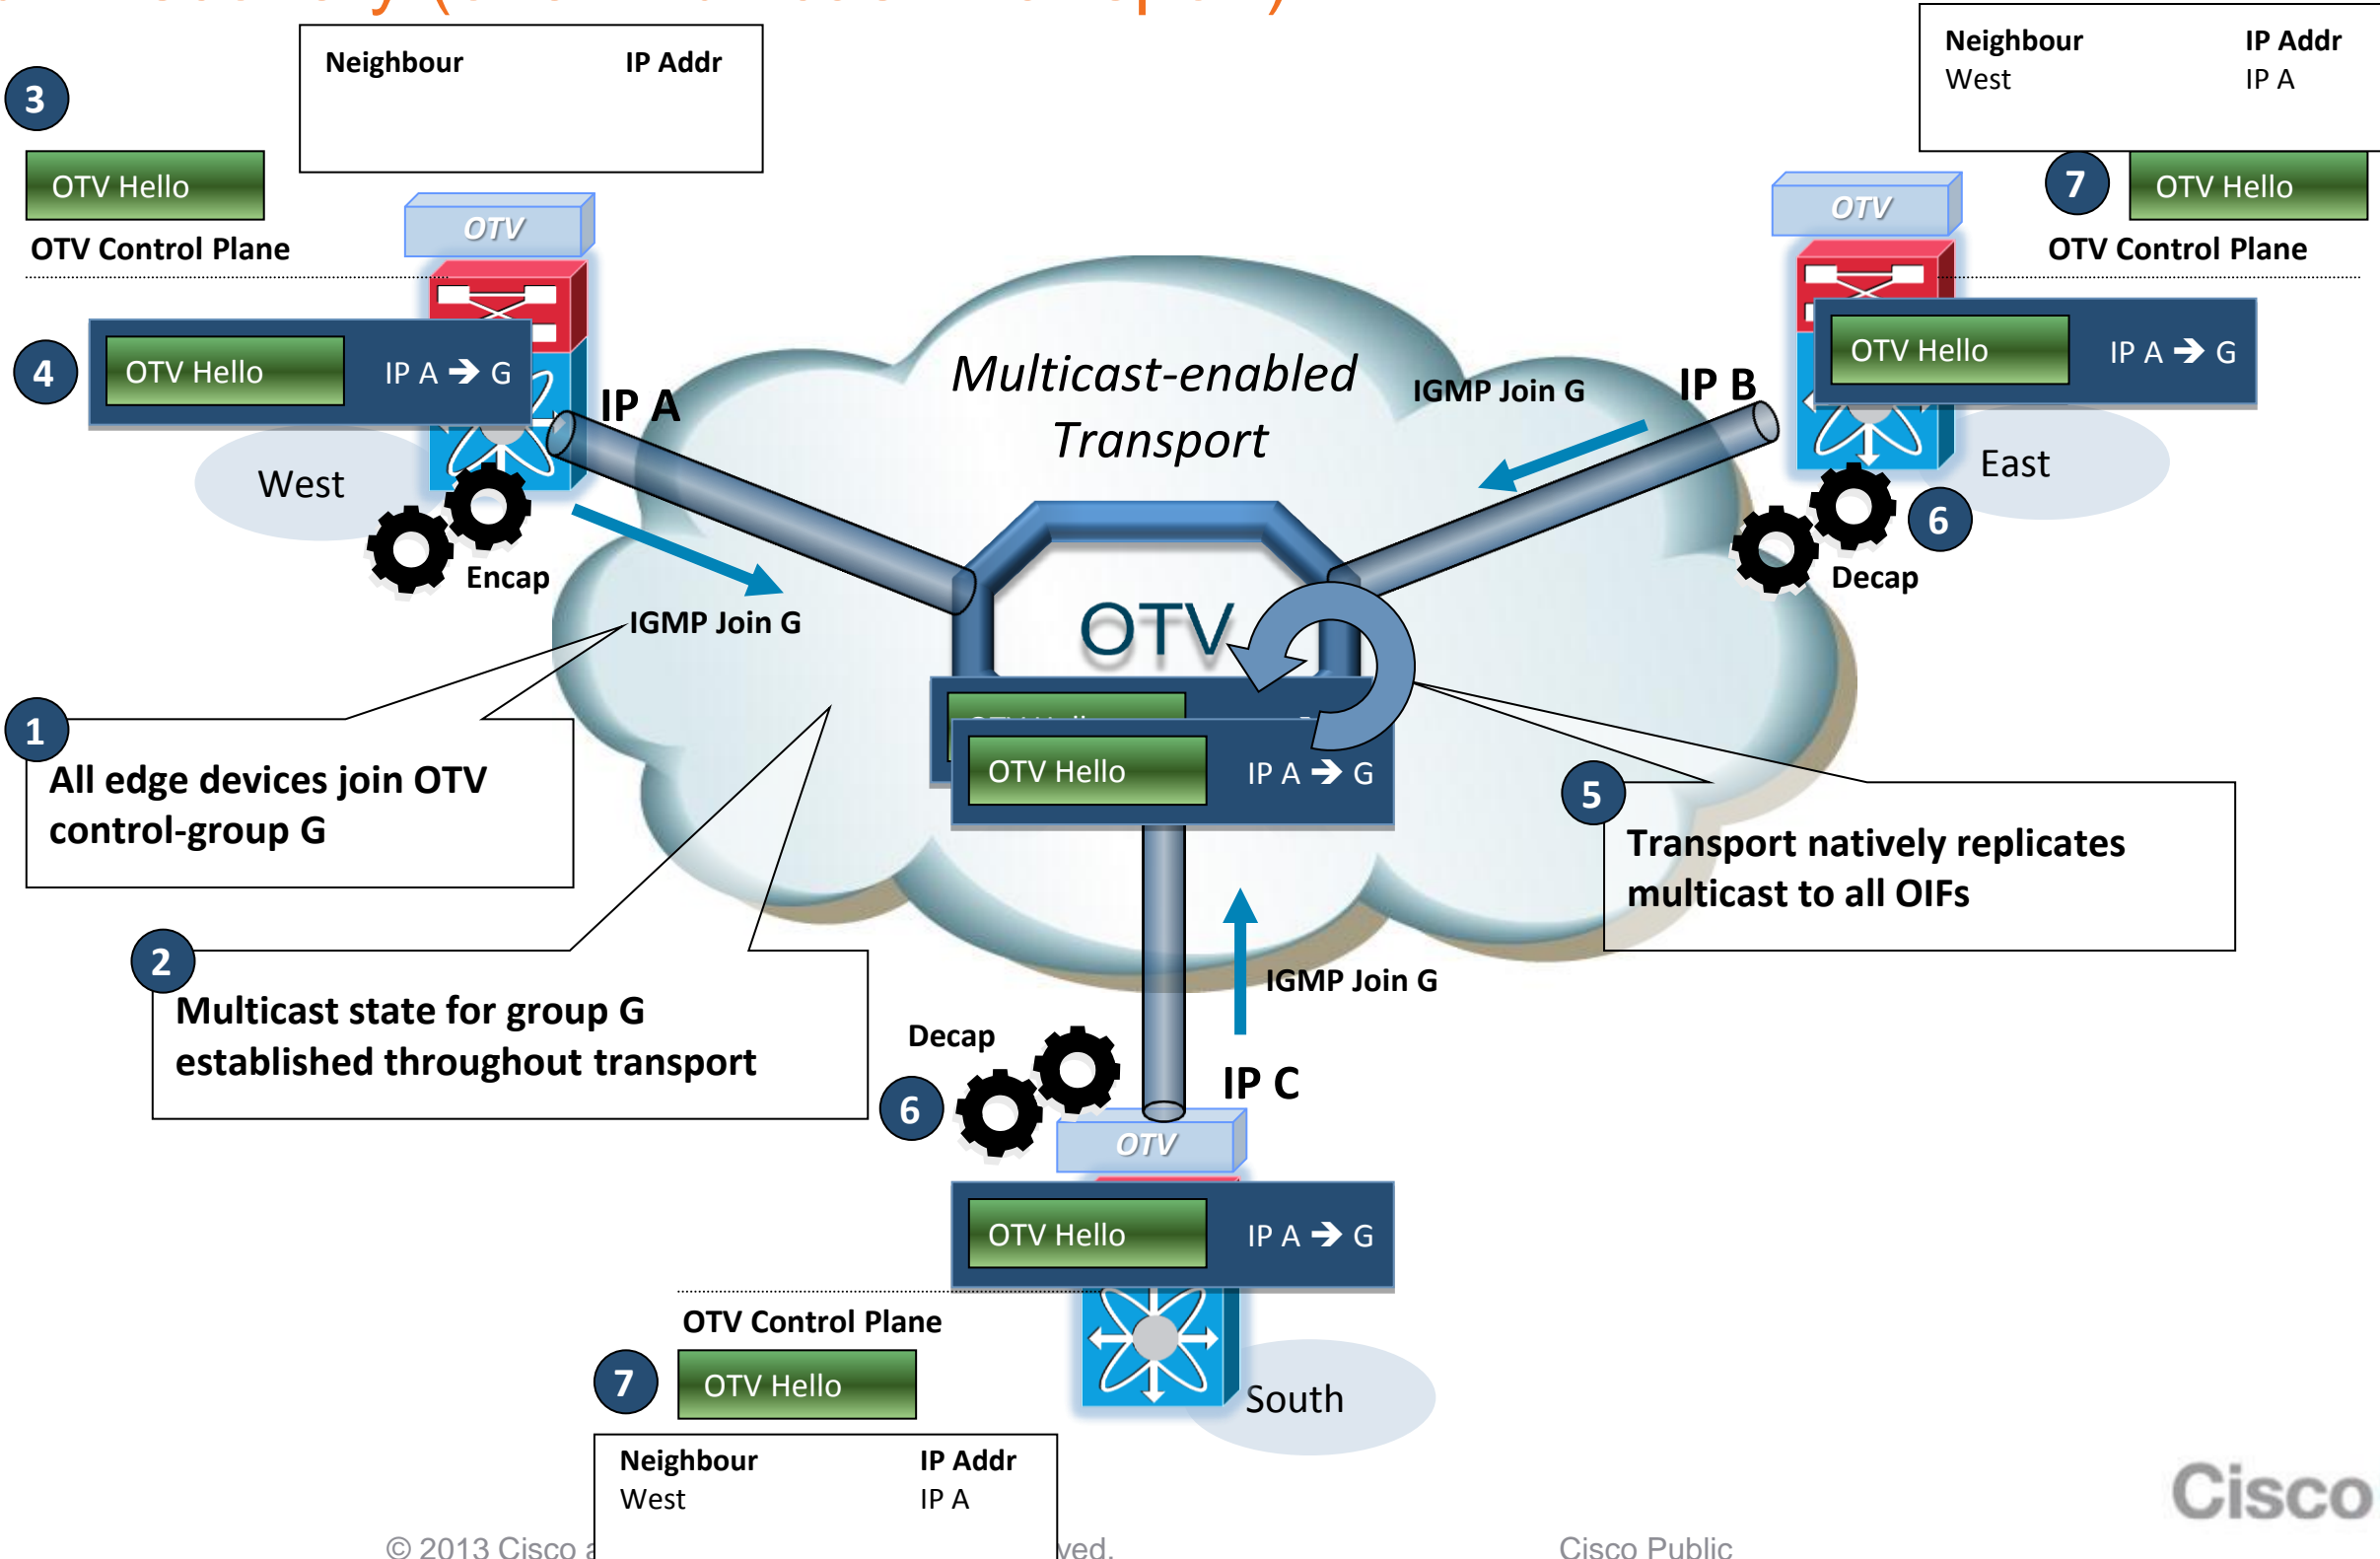 Neighbour IP Addr
3
OTV Hello
OTV Control Plane
OTV
4
OTV Hello IP A ➔ G
West
Encap
IP A
IGMP Join G
Neighbour IP Addr
West IP A
7
OTV Hello
OTV Control Plane
OTV
OTV Hello IP A ➔ G
East
6
Decap
IP B
IGMP Join G
Multicast-enabled
Transport
OTV
OTV Hello IP A ➔ G
1
All edge devices join OTV
control-group G
2
Multicast state for group G
established throughout transport
5
Transport natively replicates
multicast to all OIFs
IGMP Join G
Decap
6
IP C
OTV
OTV Hello IP A ➔ G
OTV Control Plane
7
OTV Hello
South
Neighbour IP Addr
West IP A
© 2013 Cisco
Cisco Public
Cisco